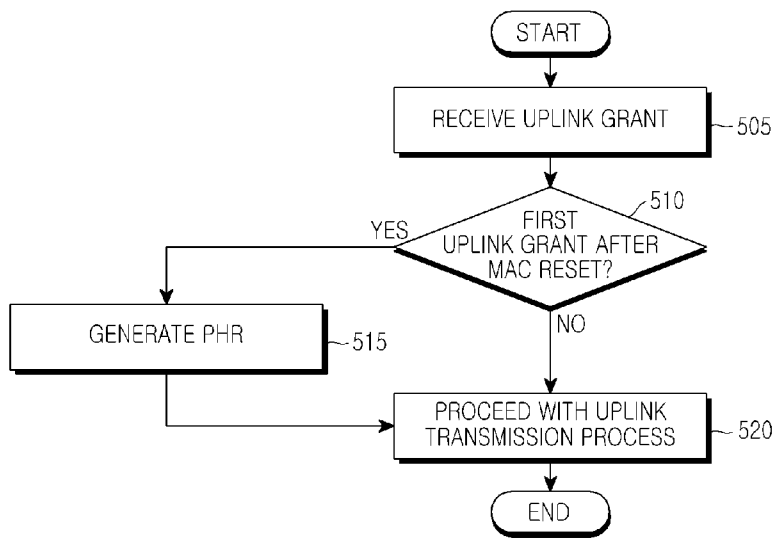 START
RECEIVE UPLINK GRANT
505
510
YES
FIRST
UPLINK GRANT AFTER
MAC RESET?
GENERATE PHR
515
NO
PROCEED WITH UPLINK
TRANSMISSION PROCESS
520
END